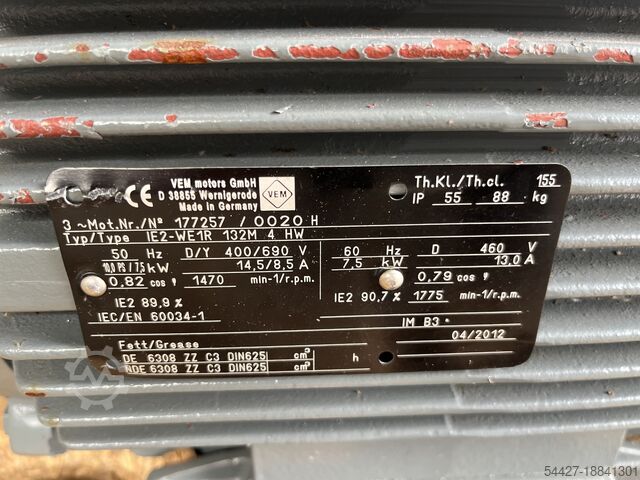 VEM motors GmbH
D 38855 Wernigerode
Made in Germany
VEM
CE
Th.Kl./Th.cl. 155
IP 55 88 kg
3 ~Mot.Nr./Nº 177257 / 0020 H
Typ/Type IE2-WE1R 132M 4 HW
50 Hz D/Y 400/690 V
10,0 PS / 7,5 kW 14,5/8,5 A
0,82 cos φ 1470 min-1/r.p.m.
IE2 89,9 %
IEC/EN 60034-1
60 Hz D 460 V
7,5 kW 13,0 A
0,79 cos φ
IE2 90,7 % 1775 min-1/r.p.m.
IM B3
04/2012
Fett/Grease cm³ h
DE 6308 ZZ C3 DIN625
NDE 6308 ZZ C3 DIN625 cm³
54427-18841301